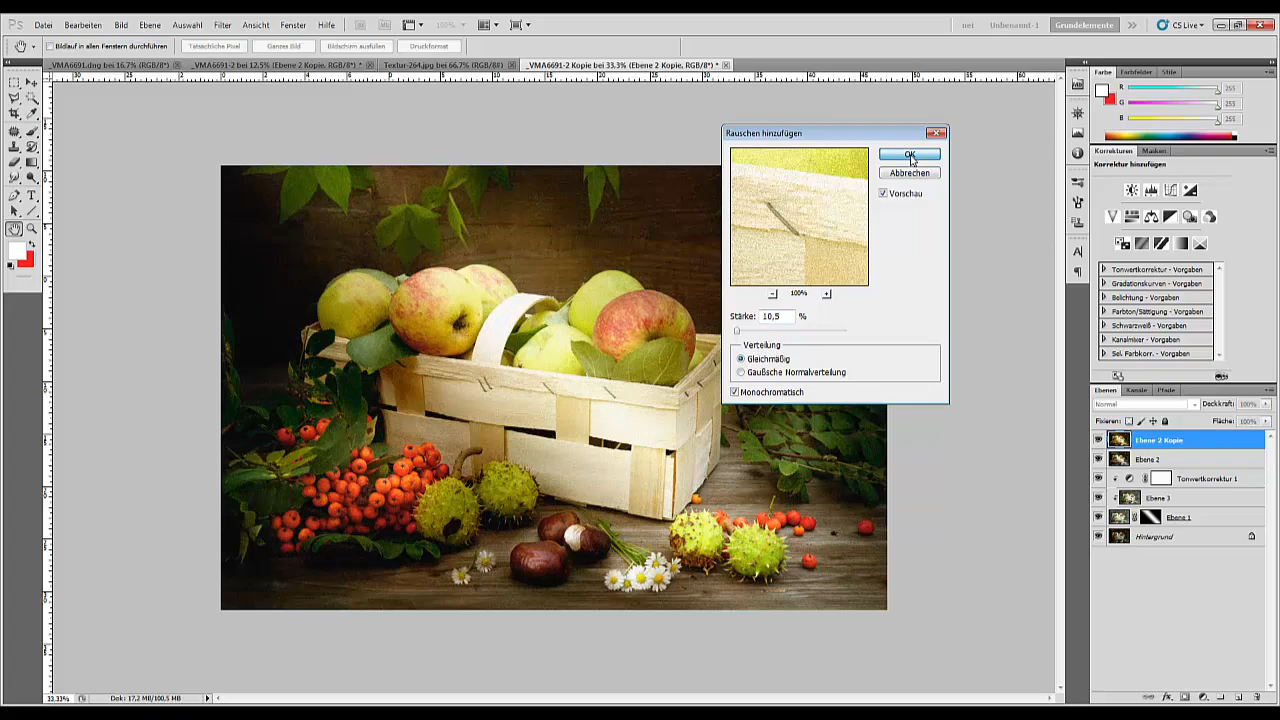 Ps Datei Bearbeiten Bild Ebene Auswahl Filter Ansicht Fenster Hilfe 100% nei Unbenannt-1 Grundelemente CS Live
Bildlauf in allen Fenstern durchführen Tatsächliche Pixel Ganzes Bild Bildschirm ausfüllen Druckformat
_VMA6691.dng bei 16.7% (RGB/8*) _VMA6691-2 bei 12.5% (Ebene 2 Kopie, RGB/8*) * Textur-264.jpg bei 66.7% (RGB/8#) _VMA6691-2 Kopie bei 33.3% (Ebene 2 Kopie, RGB/8*) *
Farbe Farbfelder Stile
R 255
G 255
B 255
Rauschen hinzufügen
OK
Abbrechen
Vorschau
100%
Stärke: 10,5 %
Verteilung
Gleichmäßig
Gaußsche Normalverteilung
Monochromatisch
Korrekturen Masken
Korrektur hinzufügen
Tonwertkorrektur - Vorgaben
Gradationskurven - Vorgaben
Belichtung - Vorgaben
Farbton/Sättigung - Vorgaben
Schwarzweiß - Vorgaben
Kanalmixer - Vorgaben
Sel. Farbkorr. - Vorgaben
Ebenen Kanäle Pfade
Normal Deckkraft: 100%
Fixieren: Fläche: 100%
Ebene 2 Kopie
Ebene 2
Tonwertkorrektur 1
Ebene 3
Ebene 1
Hintergrund
33,33% Dok: 17,2 MB/100,5 MB